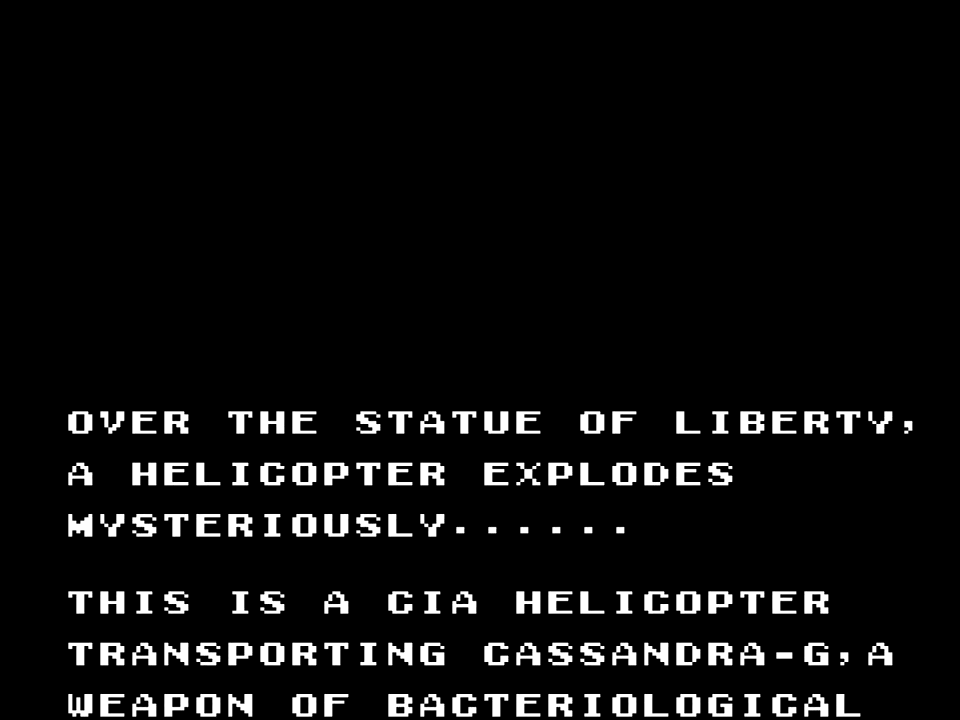 OVER THE STATUE OF LIBERTY,
A HELICOPTER EXPLODES
MYSTERIOUSLY......
THIS IS A CIA HELICOPTER
TRANSPORTING CASSANDRA-G,A
WEAPON OF BACTERIOLOGICAL